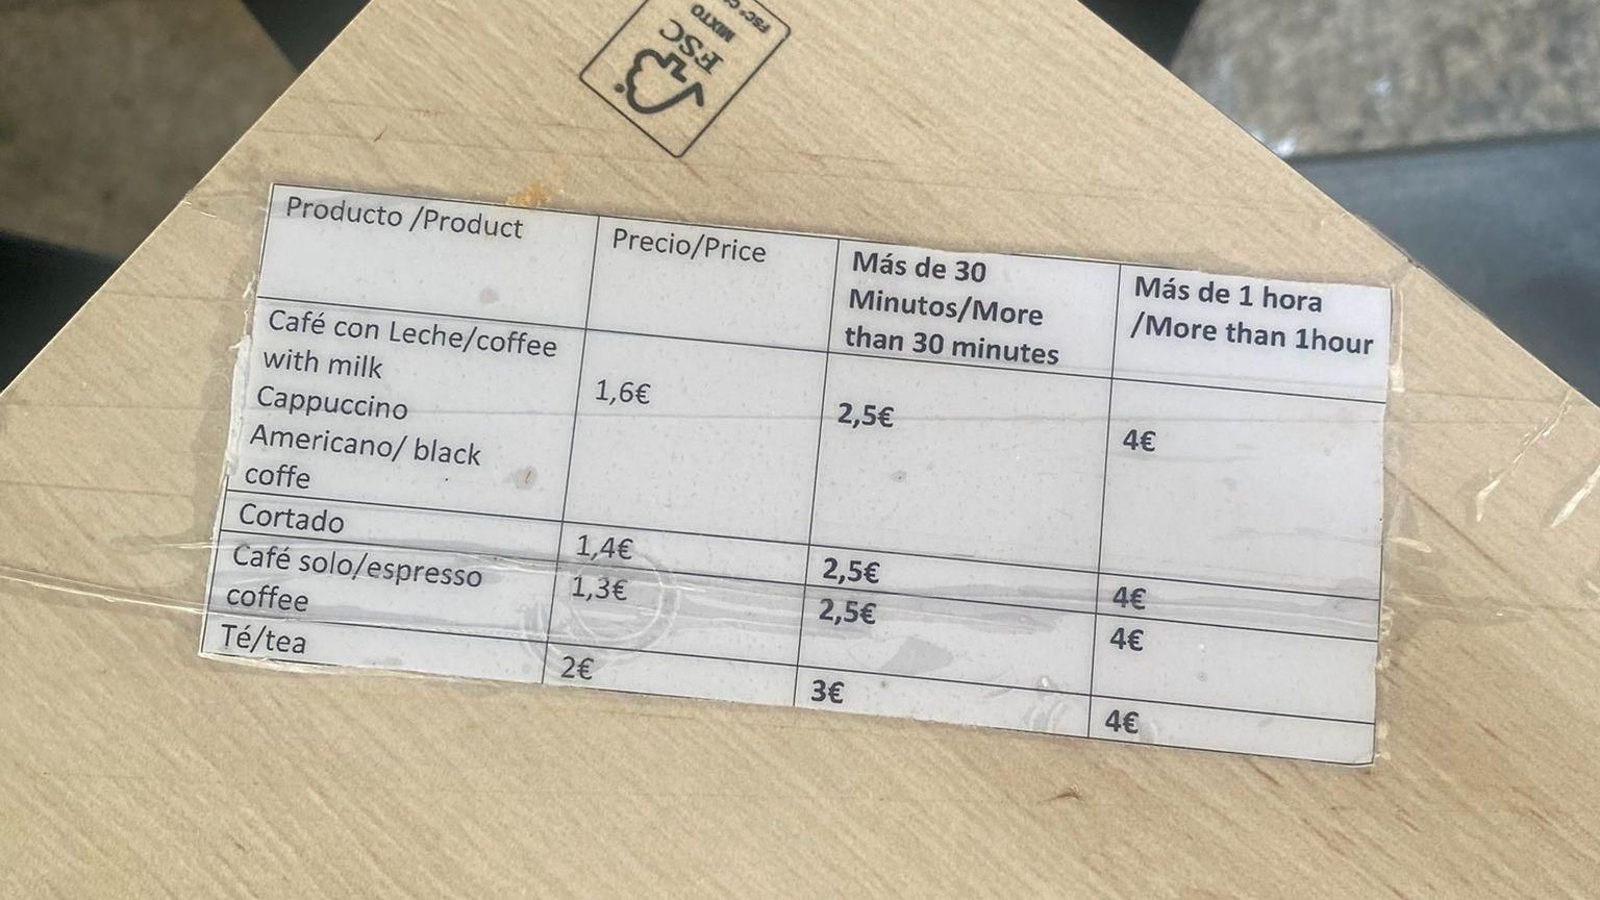 FSC® C
MIXTO
FSC
Producto /Product
Precio/Price
Más de 30
Minutos/More
than 30 minutes
Más de 1 hora
/More than 1hour
Café con Leche/coffee
with milk
Cappuccino
Americano/ black
coffe
1,6€
2,5€
4€
Cortado
1,4€
2,5€
4€
Café solo/espresso
coffee
1,3€
2,5€
4€
Té/tea
2€
3€
4€